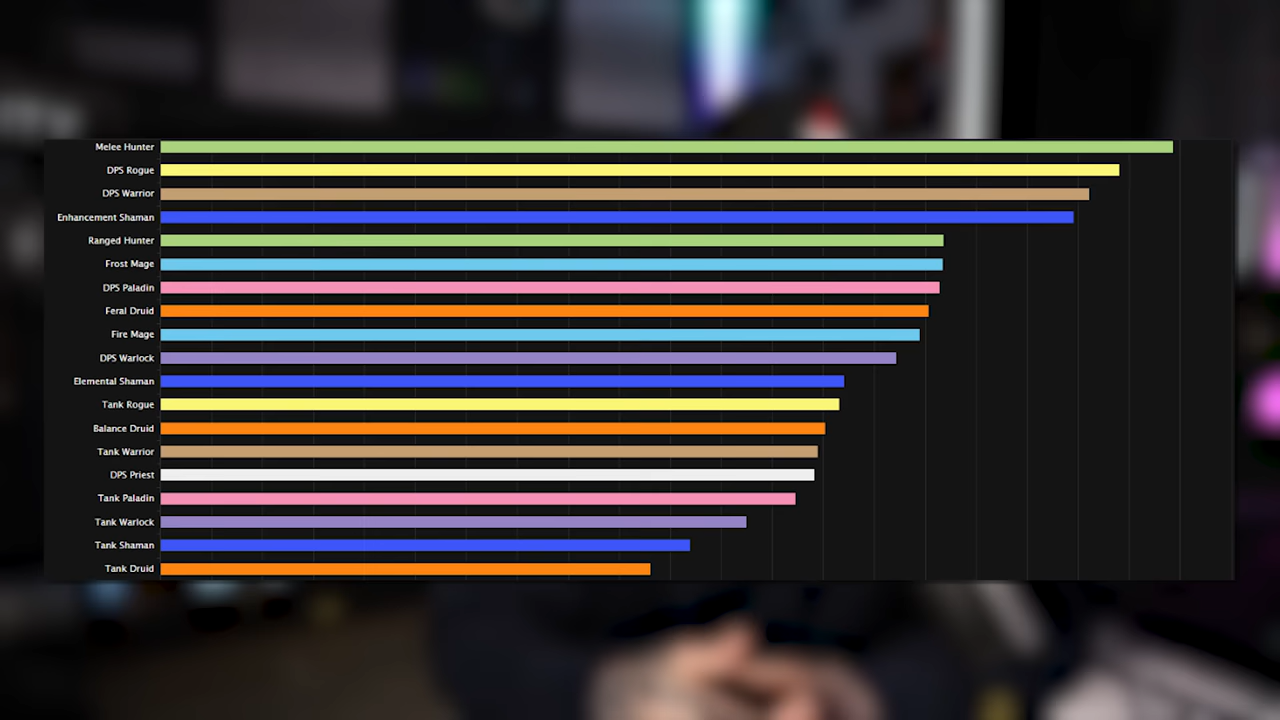 Melee Hunter
DPS Rogue
DPS Warrior
Enhancement Shaman
Ranged Hunter
Frost Mage
DPS Paladin
Feral Druid
Fire Mage
DPS Warlock
Elemental Shaman
Tank Rogue
Balance Druid
Tank Warrior
DPS Priest
Tank Paladin
Tank Warlock
Tank Shaman
Tank Druid